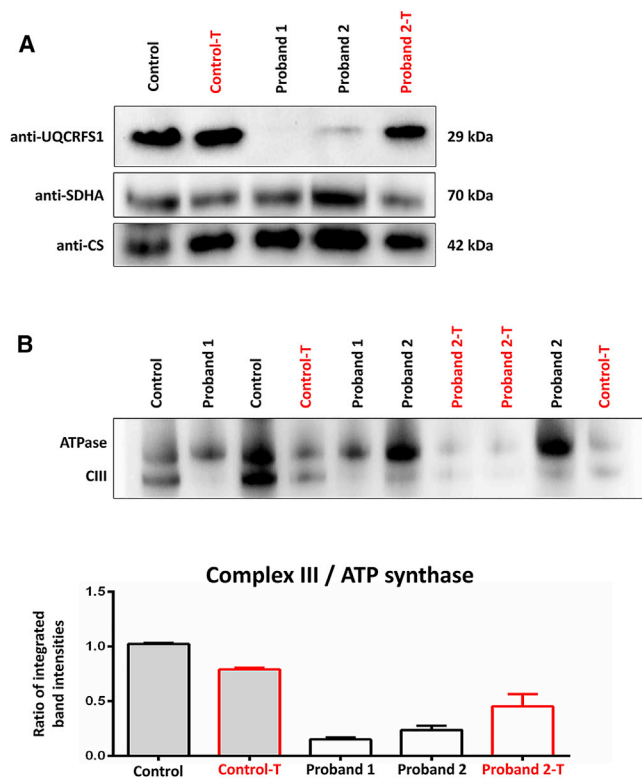 A
Control
Control-T
Proband 1
Proband 2
Proband 2-T
anti-UQCRFS1 29 kDa
anti-SDHA 70 kDa
anti-CS 42 kDa
B
Control
Proband 1
Control
Control-T
Proband 1
Proband 2
Proband 2-T
Proband 2-T
Proband 2
Control-T
ATPase
CIII
Complex III / ATP synthase
Ratio of integrated
band intensities
1.5
1.0
0.5
0.0
Control Control-T Proband 1 Proband 2 Proband 2-T